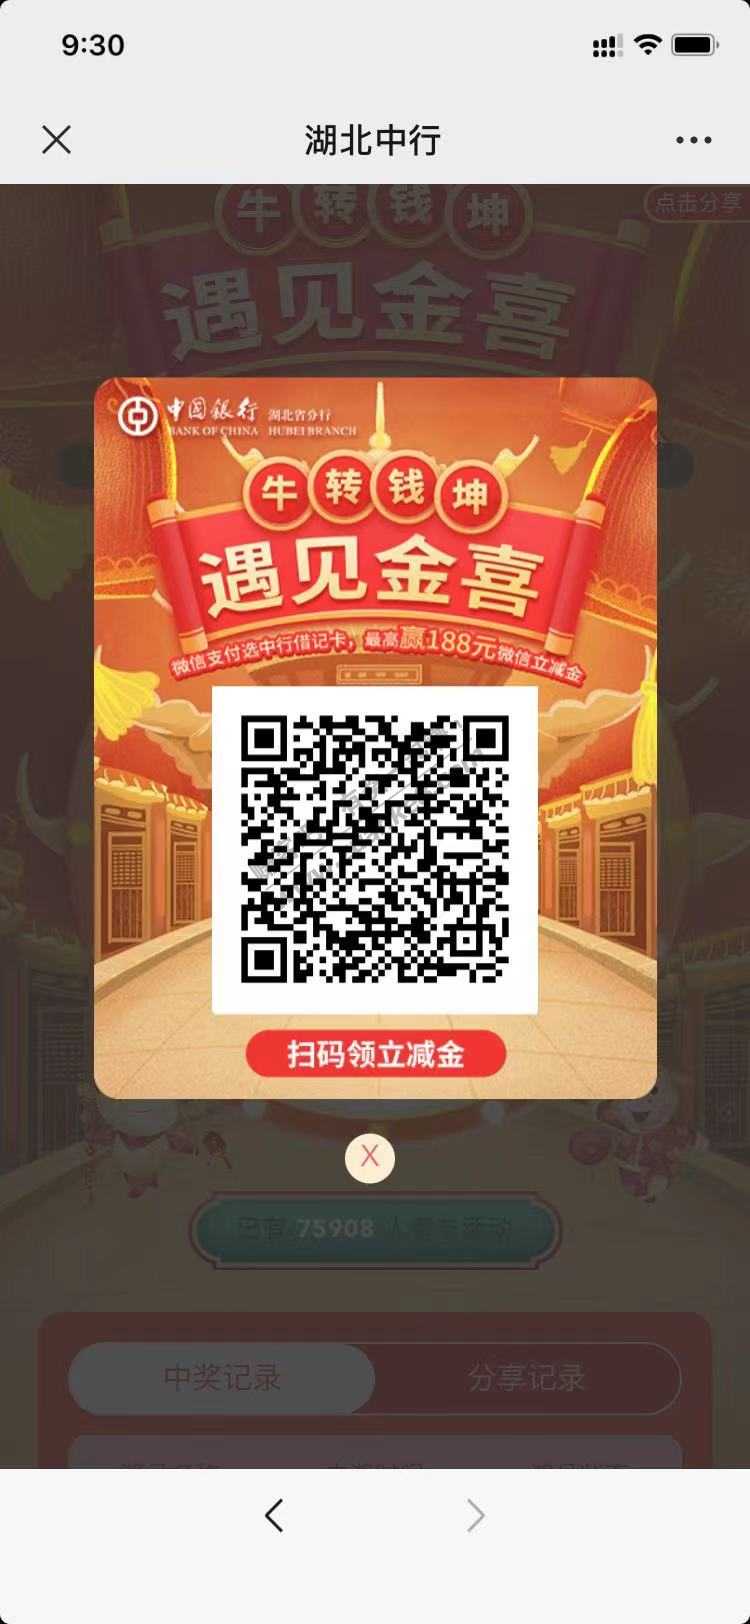 9:30
湖北中行
牛转钱坤
点击分享
遇见金喜
中国银行 湖北省分行
BANK OF CHINA HUBEI BRANCH
牛转钱坤
遇见金喜
微信支付选中行借记卡，最高赢188元微信立减金
扫码领立减金
X
已有 75908 人参与活动
中奖记录 分享记录